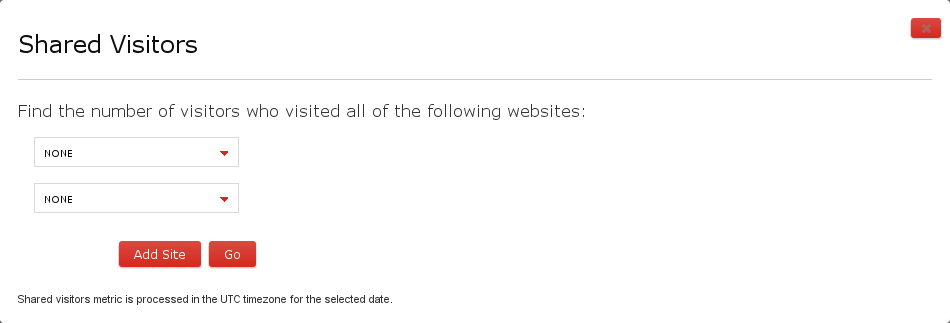 Shared Visitors
Find the number of visitors who visited all of the following websites:
NONE
NONE
Add Site Go
Shared visitors metric is processed in the UTC timezone for the selected date.